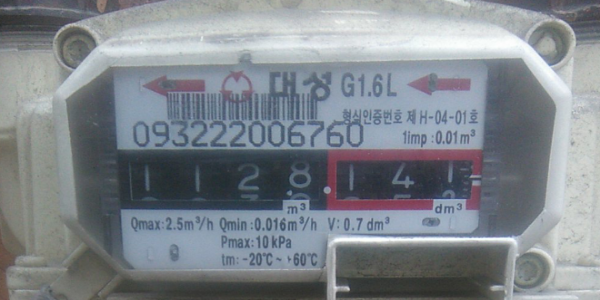 대성 G1.6L
형식인증번호 제 H-04-01호
093222006760
1imp : 0.01m³
1 1 2 8 1 4 1
m³ dm³
Qmax: 2.5m³/h Qmin: 0.016m³/h V: 0.7 dm³
Pmax: 10 kPa
tm: -20°C ~ +60°C